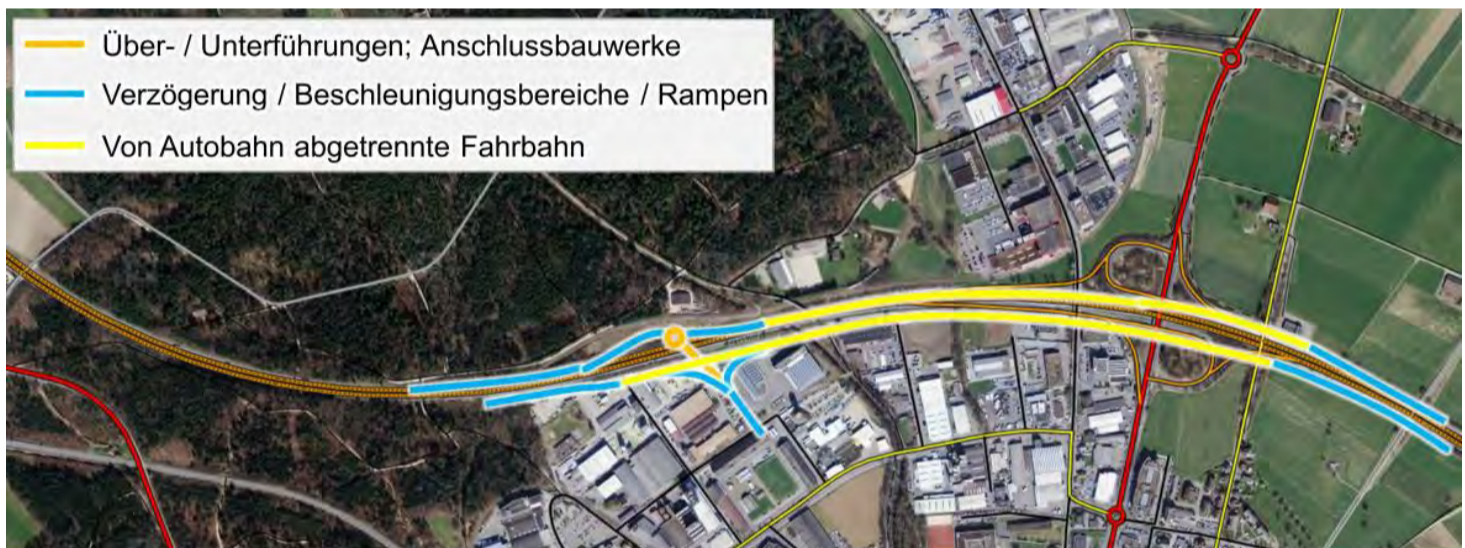 Über- / Unterführungen; Anschlussbauwerke
Verzögerung / Beschleunigungsbereiche / Rampen
Von Autobahn abgetrennte Fahrbahn